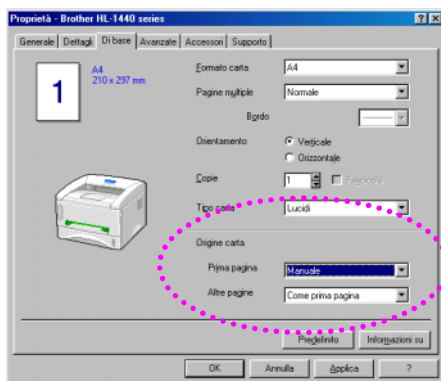 Proprietà - Brother HL-1440 series
Generale Dettagli Di base Avanzate Accessori Supporto
1
A4
210 x 297 mm
Formato carta A4
Pagine multiple Normale
Bordo
Orientamento Verticale
Orizzontale
Copie 1 Fascicola
Tipo carta Lucidi
Origine carta
Prima pagina Manuale
Altre pagine Come prima pagina
Predefinito Informazioni su
OK Annulla Applica ?